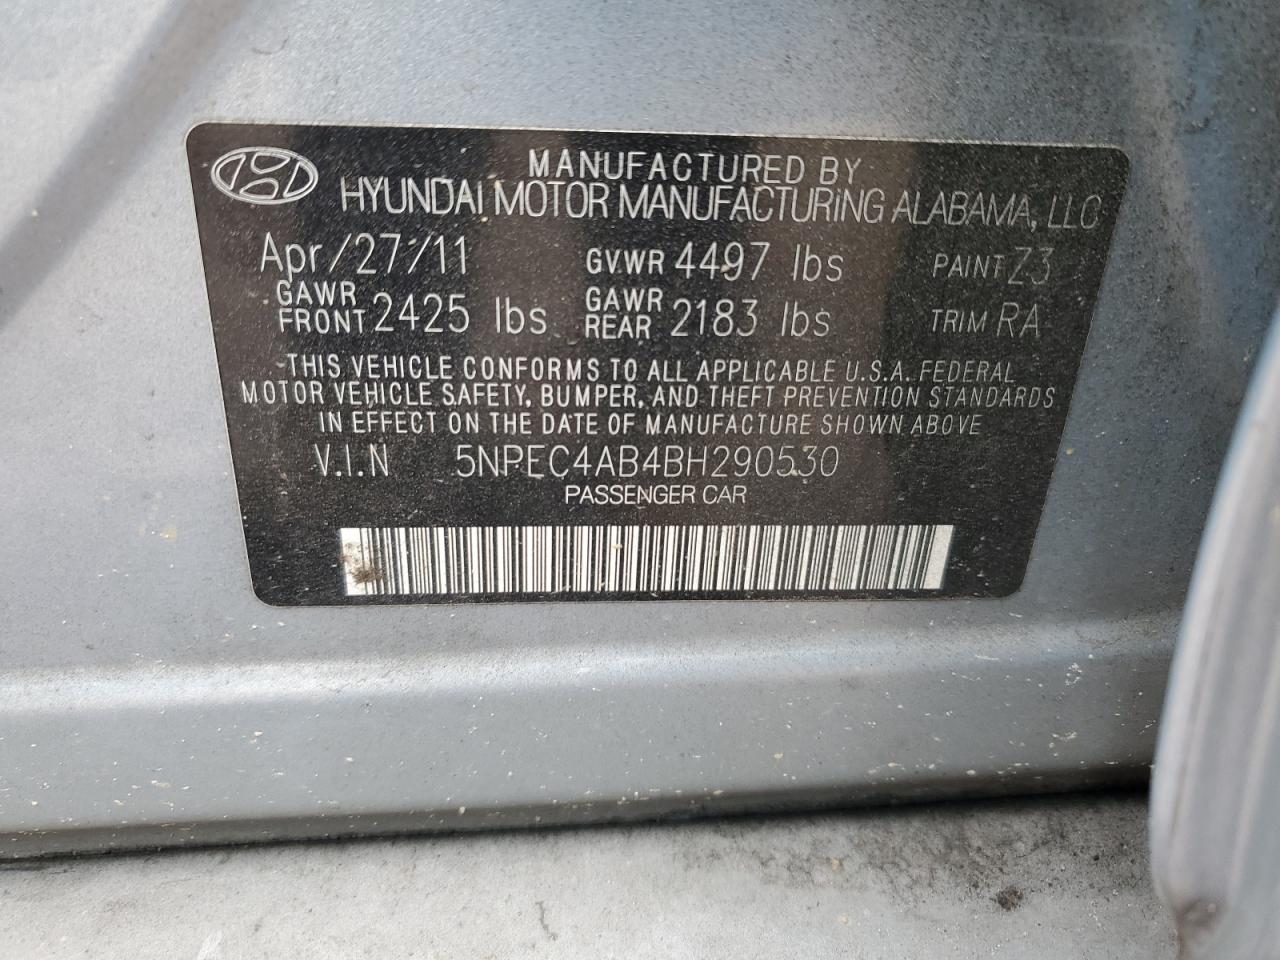 MANUFACTURED BY
HYUNDAI MOTOR MANUFACTURING ALABAMA, LLC
Apr/27/11 GVWR 4497 lbs PAINT Z3
GAWR FRONT 2425 lbs GAWR REAR 2183 lbs TRIM RA
THIS VEHICLE CONFORMS TO ALL APPLICABLE U.S.A. FEDERAL
MOTOR VEHICLE SAFETY, BUMPER, AND THEFT PREVENTION STANDARDS
IN EFFECT ON THE DATE OF MANUFACTURE SHOWN ABOVE
V.I.N 5NPEC4AB4BH290530
PASSENGER CAR